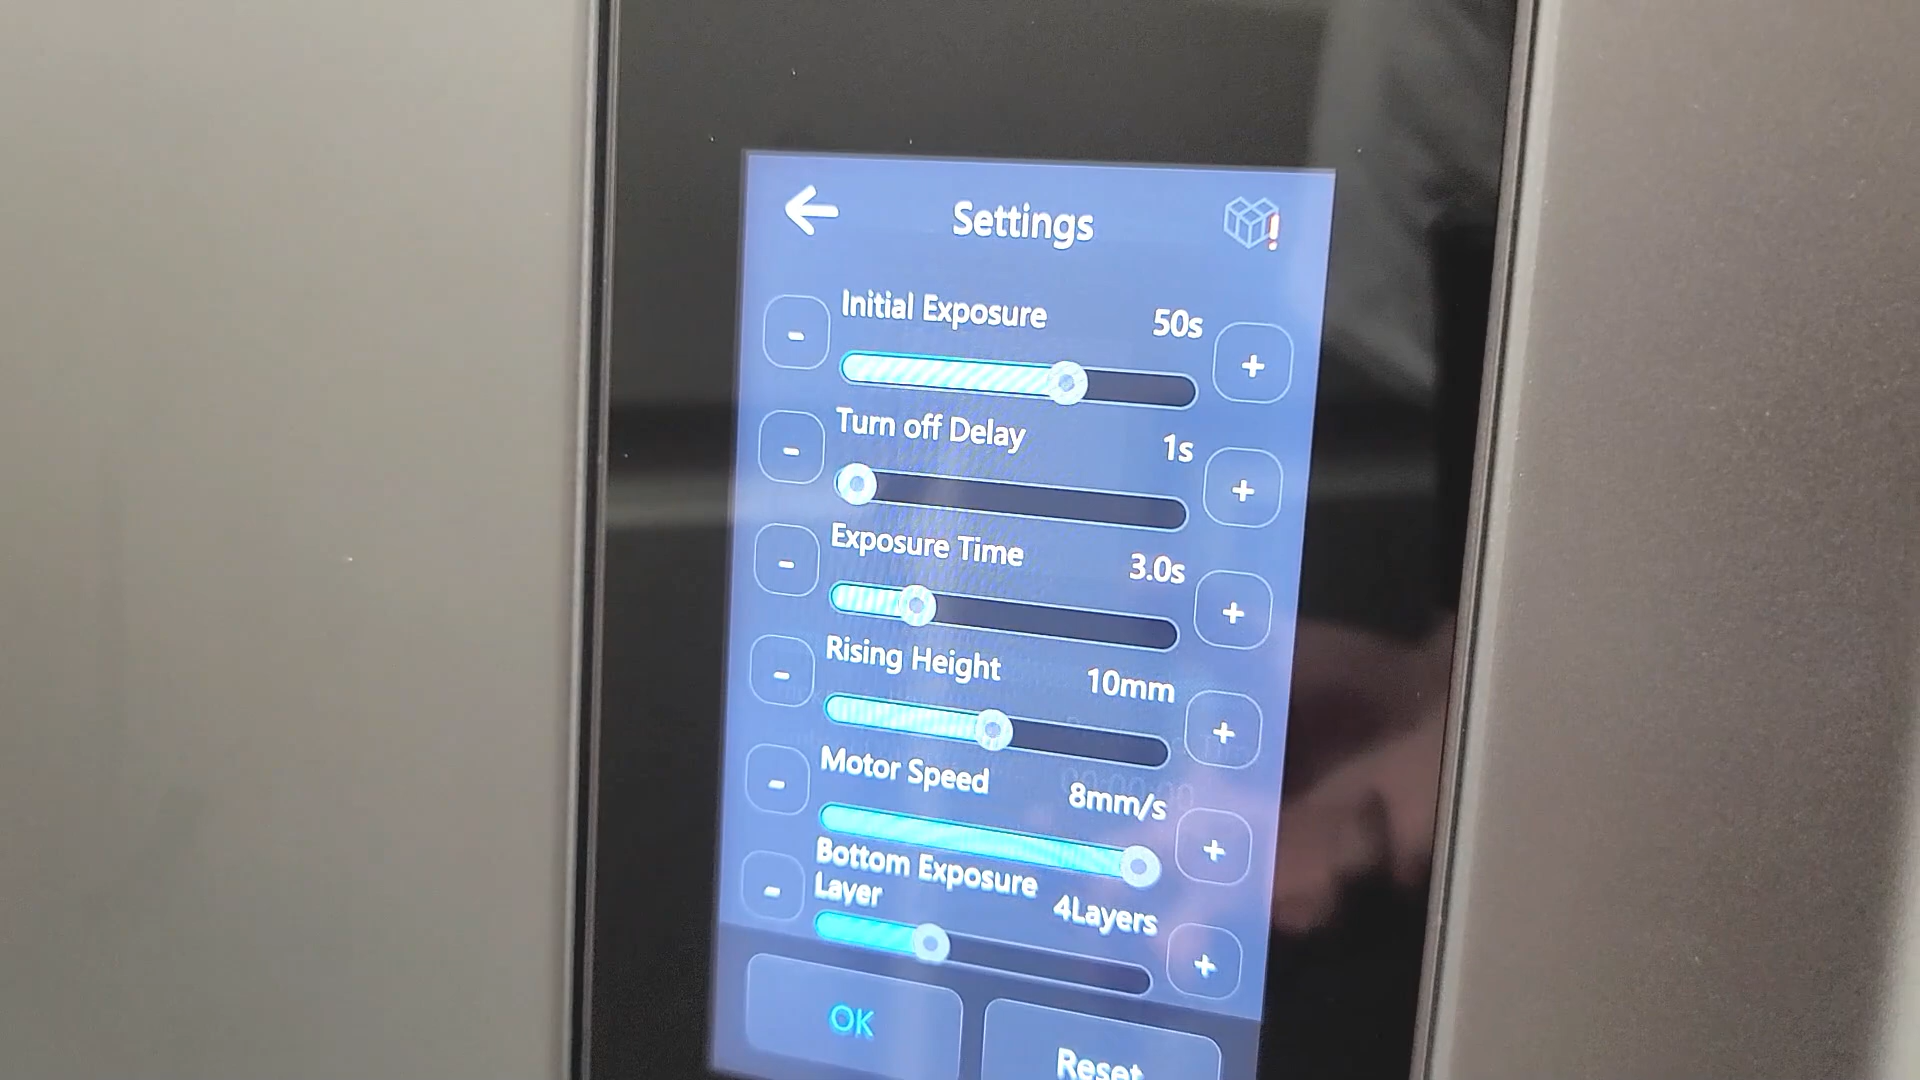 Settings
Initial Exposure 50s
- +
Turn off Delay 1s
- +
Exposure Time 3.0s
- +
Rising Height 10mm
- +
Motor Speed 8mm/s
- +
Bottom Exposure
Layer 4Layers
- +
OK Reset